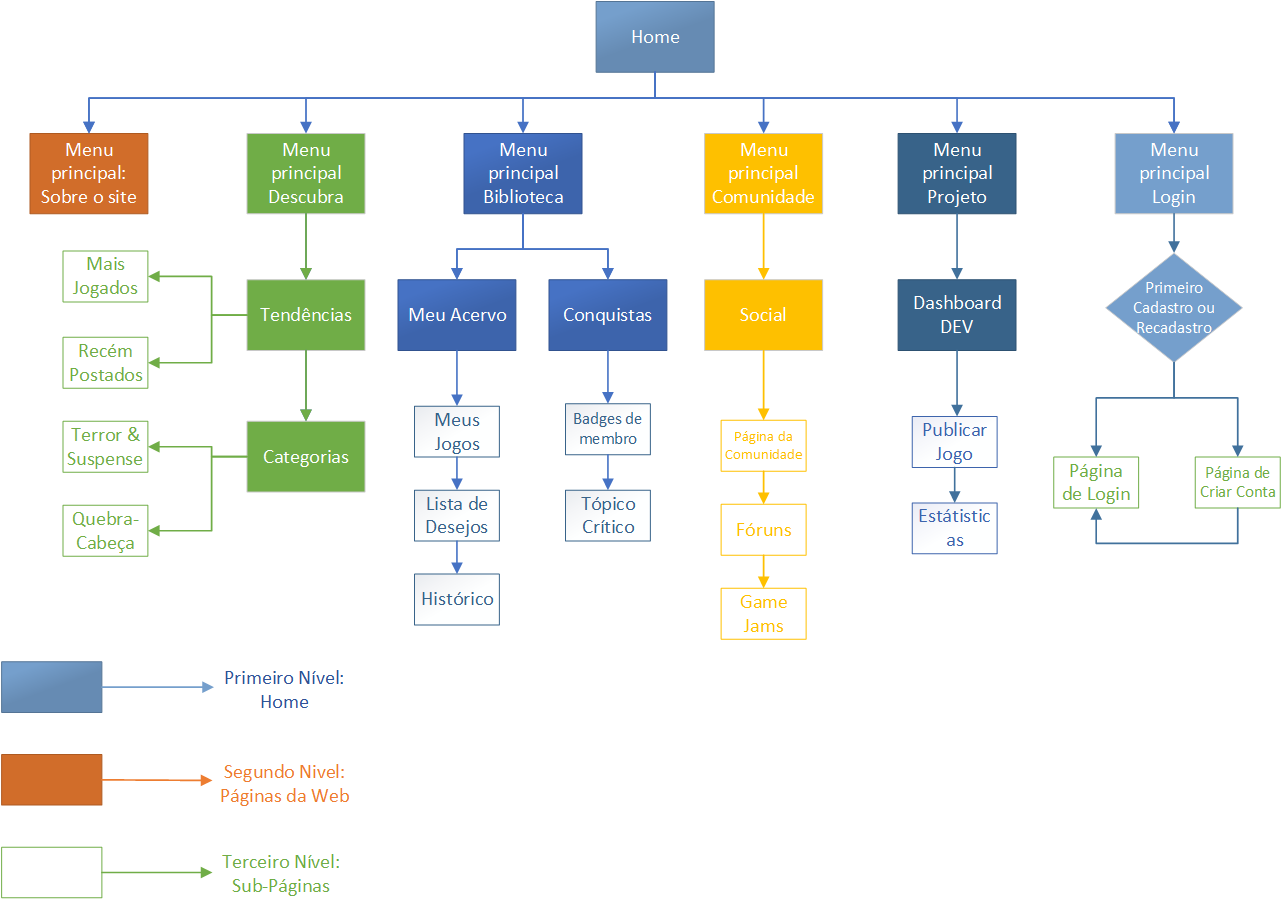 Home
Menu
principal:
Sobre o site
Menu
principal
Descubra
Menu
principal
Biblioteca
Menu
principal
Comunidade
Menu
principal
Projeto
Menu
principal
Login
Mais
Jogados
Recém
Postados
Tendências
Terror &
Suspense
Quebra-
Cabeça
Categorias
Meu Acervo
Conquistas
Meus
Jogos
Lista de
Desejos
Histórico
Badges de
membro
Tópico
Crítico
Social
Página da
Comunidade
Fóruns
Game
Jams
Dashboard
DEV
Publicar
Jogo
Estátistic
as
Primeiro
Cadastro ou
Recadastro
Página
de Login
Página de
Criar Conta
Primeiro Nível:
Home
Segundo Nivel:
Páginas da Web
Terceiro Nível:
Sub-Páginas